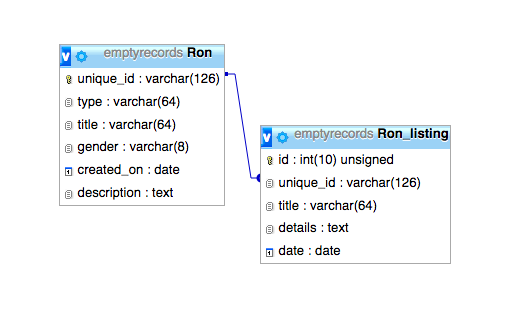 v emptyrecords Ron
unique_id : varchar(126)
type : varchar(64)
title : varchar(64)
gender : varchar(8)
created_on : date
description : text
v emptyrecords Ron_listing
id : int(10) unsigned
unique_id : varchar(126)
title : varchar(64)
details : text
date : date